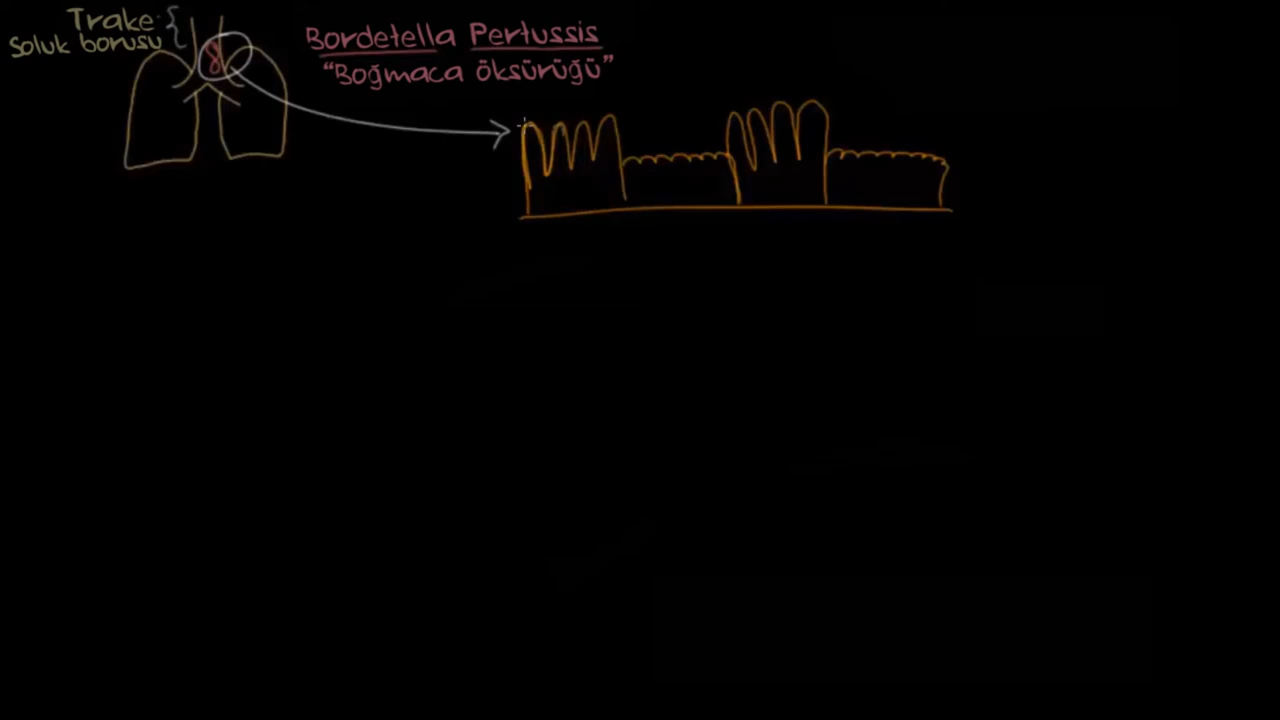 Trake
Soluk borusu
Bordetella Pertussis
“Boğmaca öksürüğü”